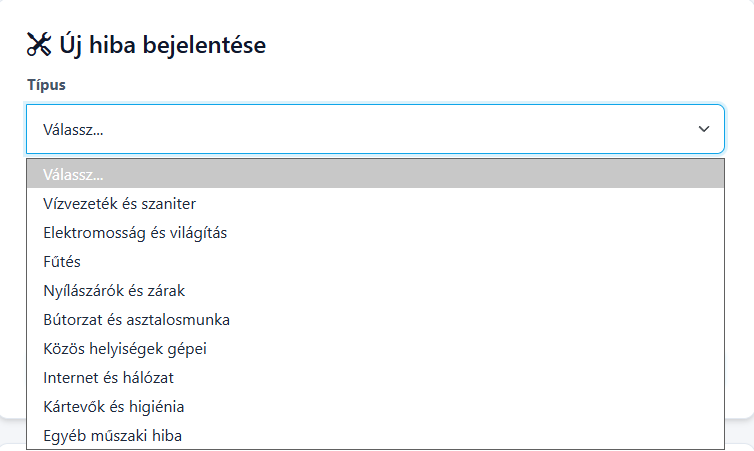 Új hiba bejelentése
Típus
Válassz...
Válassz...
Vízvezeték és szaniter
Elektromosság és világítás
Fűtés
Nyílászárók és zárak
Bútorzat és asztalosmunka
Közös helyiségek gépei
Internet és hálózat
Kártevők és higiénia
Egyéb műszaki hiba